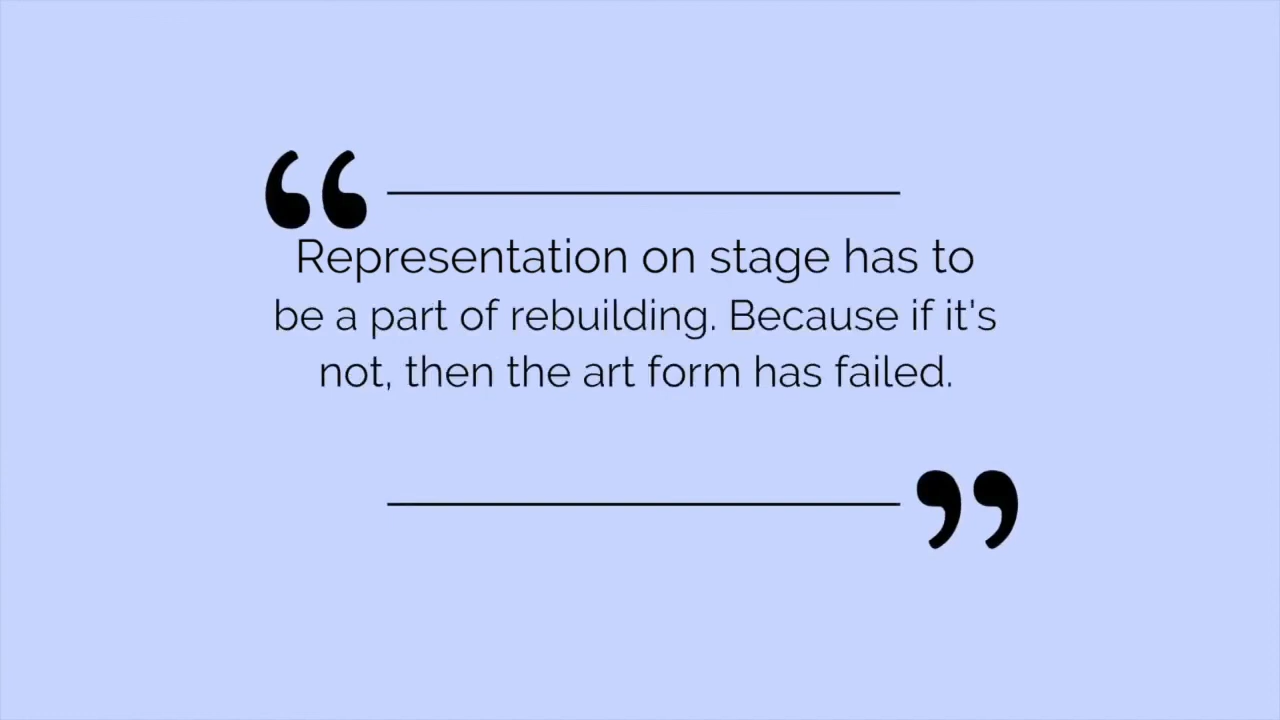 “
Representation on stage has to
be a part of rebuilding. Because if it's
not, then the art form has failed.
”